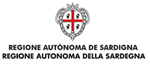 REGIONE AUTÒNOMA DE SARDIGNA
REGIONE AUTONOMA DELLA SARDEGNA